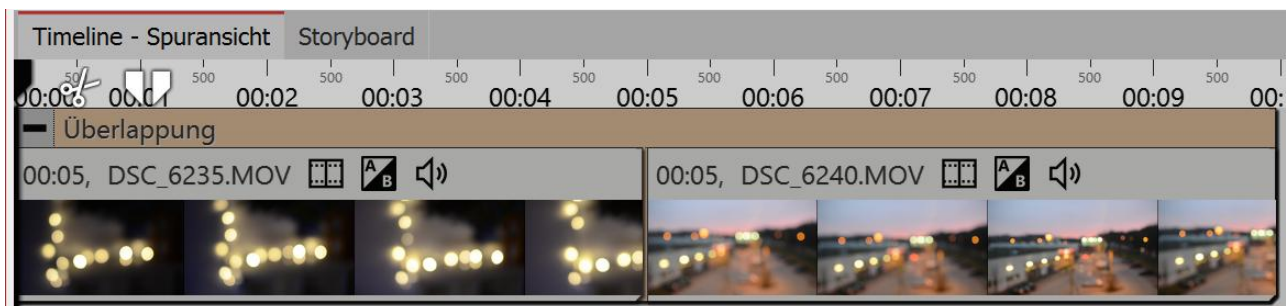 Timeline - Spuransicht Storyboard
500 500 500 500 500 500 500 500 500 500
00:00 00:01 00:02 00:03 00:04 00:05 00:06 00:07 00:08 00:09 00:
Überlappung
00:05, DSC_6235.MOV A B 00:05, DSC_6240.MOV A B